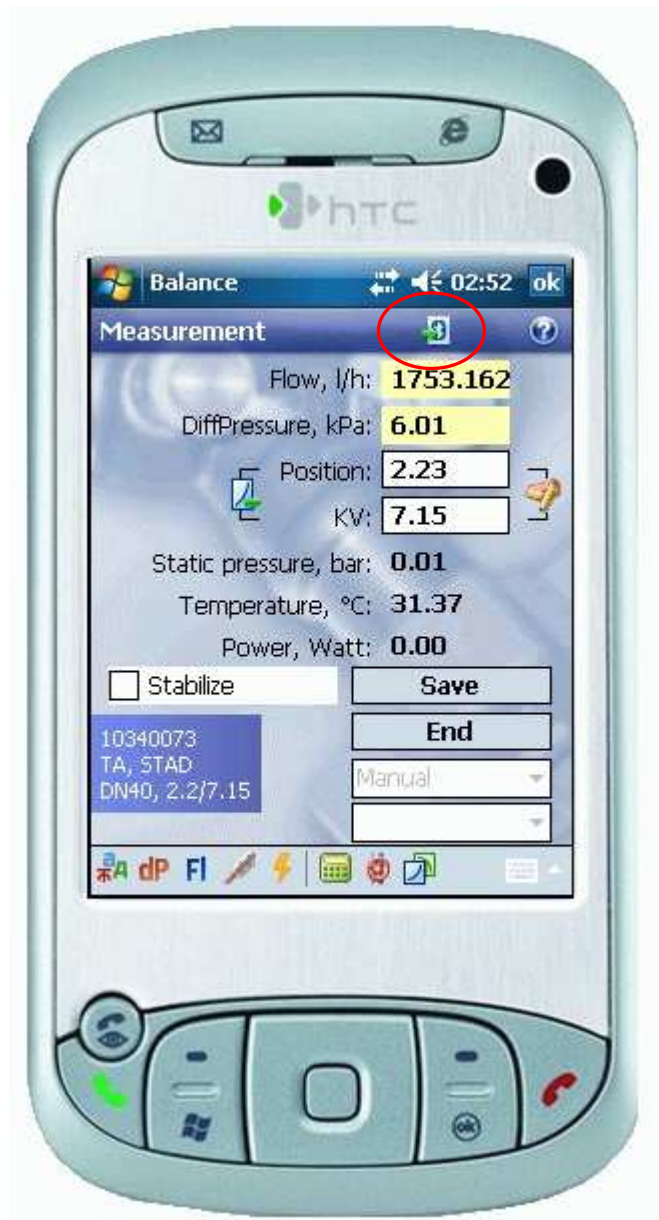 htc
Balance 02:52 ok
Measurement
Flow, l/h: 1753.162
DiffPressure, kPa: 6.01
Position: 2.23
KV: 7.15
Static pressure, bar: 0.01
Temperature, °C: 31.37
Power, Watt: 0.00
Stabilize Save
10340073 End
TA, STAD
DN40, 2.2/7.15 Manual
dP Fl
ok